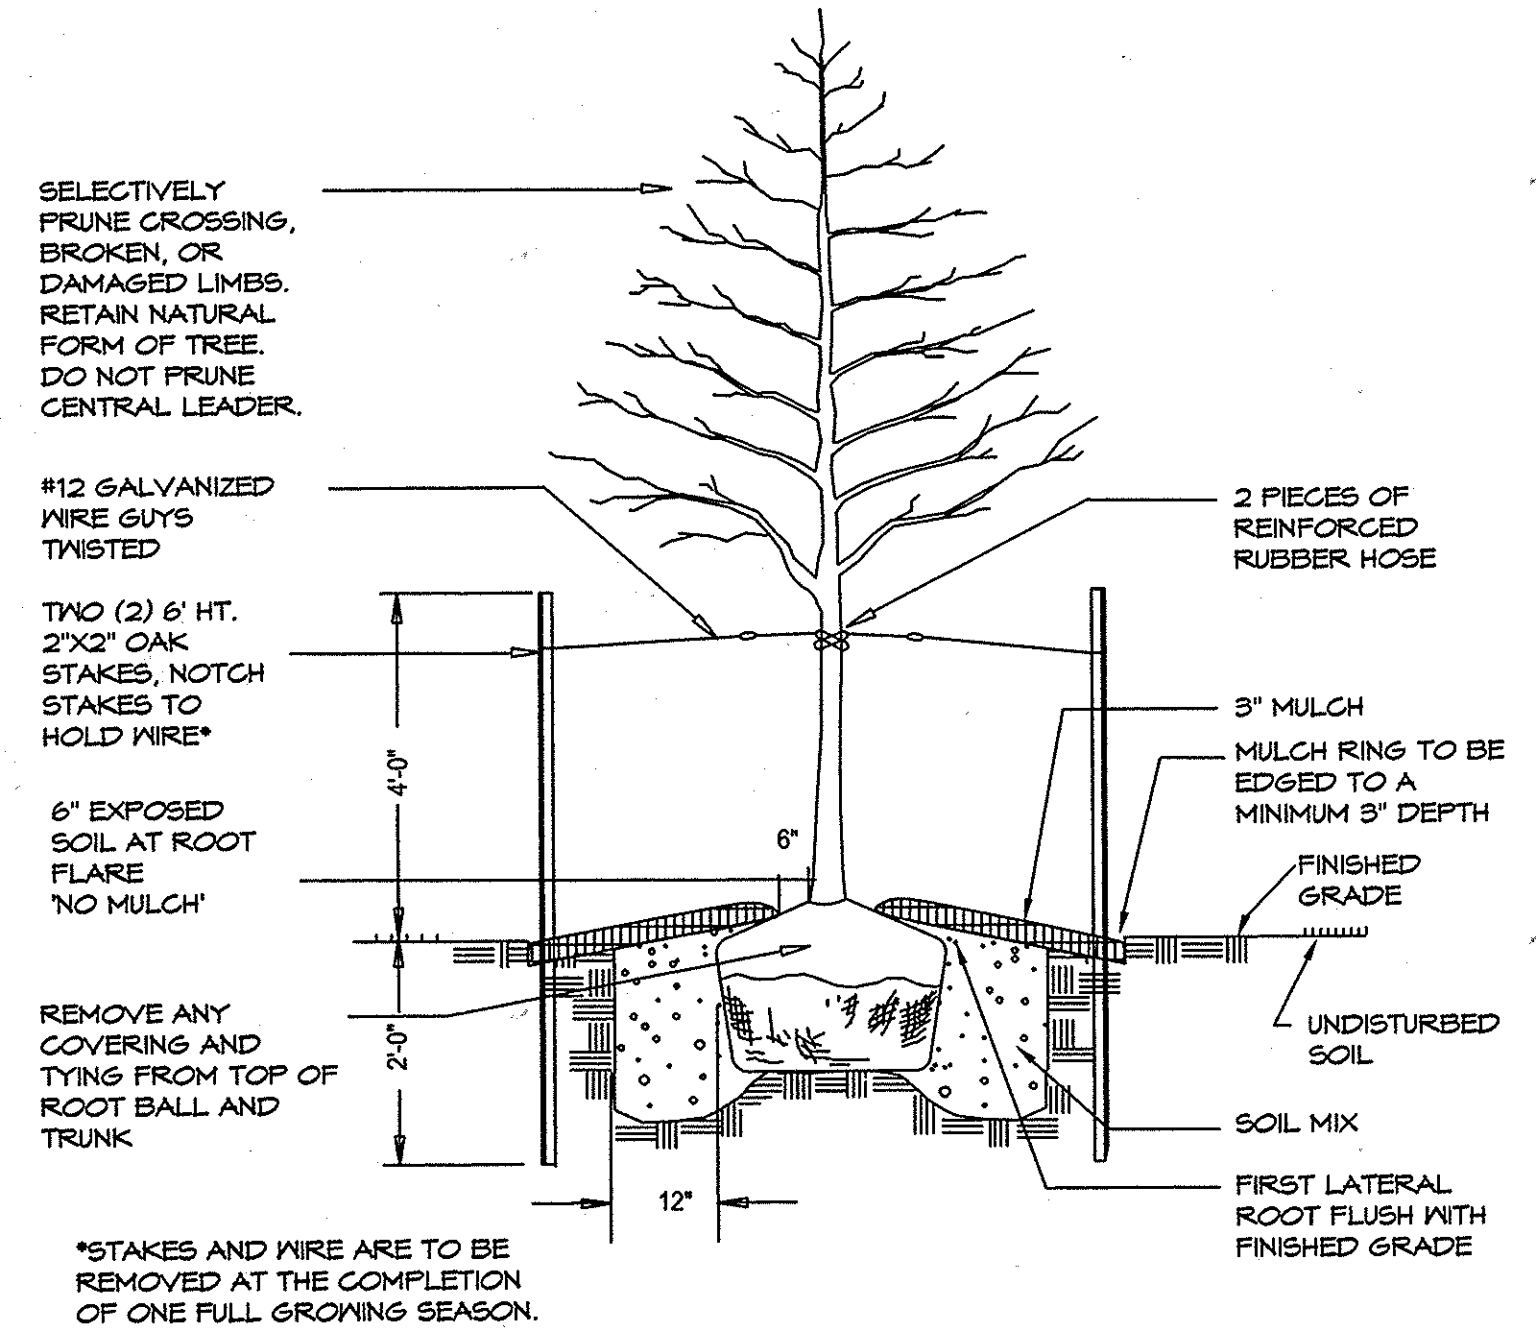 SELECTIVELY
PRUNE CROSSING,
BROKEN, OR
DAMAGED LIMBS.
RETAIN NATURAL
FORM OF TREE.
DO NOT PRUNE
CENTRAL LEADER.
#12 GALVANIZED
WIRE GUYS
TWISTED
TWO (2) 6' HT.
2"X2" OAK
STAKES, NOTCH
STAKES TO
HOLD WIRE*
4'-0"
6" EXPOSED
SOIL AT ROOT
FLARE
'NO MULCH'
6"
REMOVE ANY
COVERING AND
TYING FROM TOP OF
ROOT BALL AND
TRUNK
2'-0"
12"
*STAKES AND WIRE ARE TO BE
REMOVED AT THE COMPLETION
OF ONE FULL GROWING SEASON.
2 PIECES OF
REINFORCED
RUBBER HOSE
3" MULCH
MULCH RING TO BE
EDGED TO A
MINIMUM 3" DEPTH
FINISHED
GRADE
UNDISTURBED
SOIL
SOIL MIX
FIRST LATERAL
ROOT FLUSH WITH
FINISHED GRADE